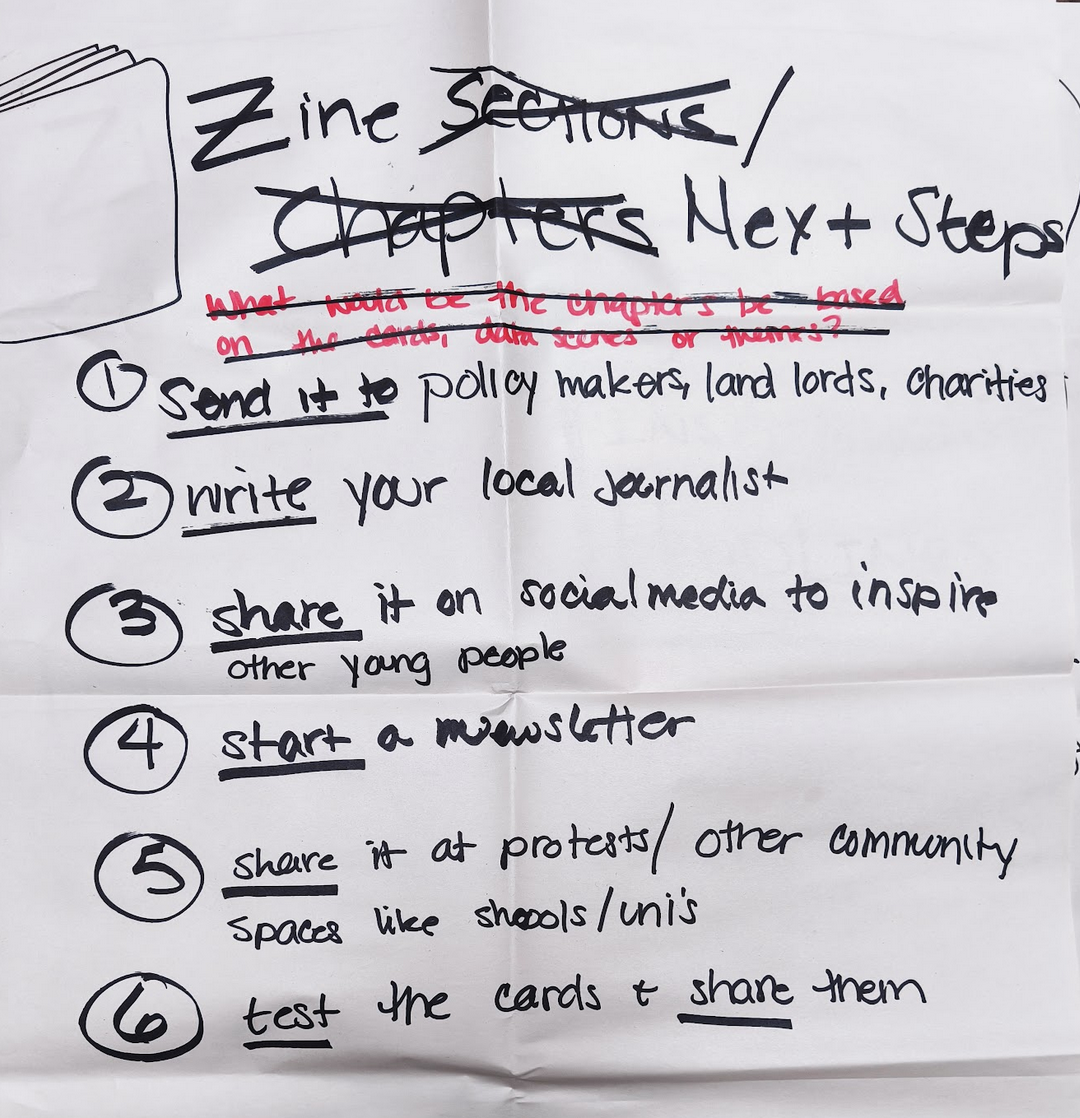 Zine Sections/
Chapters Next Steps
What would be the chapters be based
on the cards, data scenes or themes?
1 Send it to policy makers, land lords, charities
2 write your local journalist
3 share it on social media to inspire
other young people
4 start a newsletter
5 share it at protests/ other community
spaces like shcools/uni's
6 test the cards + share them